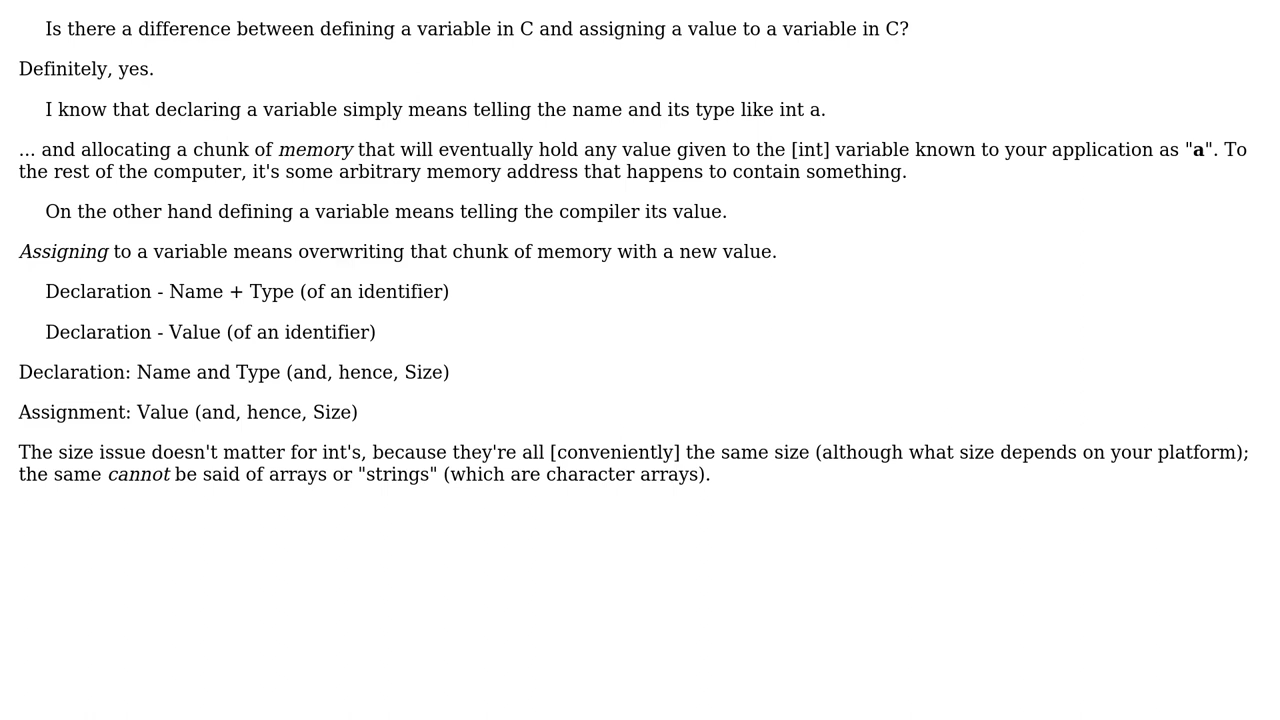 Is there a difference between defining a variable in C and assigning a value to a variable in C?
Definitely, yes.
I know that declaring a variable simply means telling the name and its type like int a.
... and allocating a chunk of memory that will eventually hold any value given to the [int] variable known to your application as "a". To
the rest of the computer, it's some arbitrary memory address that happens to contain something.
On the other hand defining a variable means telling the compiler its value.
Assigning to a variable means overwriting that chunk of memory with a new value.
Declaration - Name + Type (of an identifier)
Declaration - Value (of an identifier)
Declaration: Name and Type (and, hence, Size)
Assignment: Value (and, hence, Size)
The size issue doesn't matter for int's, because they're all [conveniently] the same size (although what size depends on your platform);
the same cannot be said of arrays or "strings" (which are character arrays).